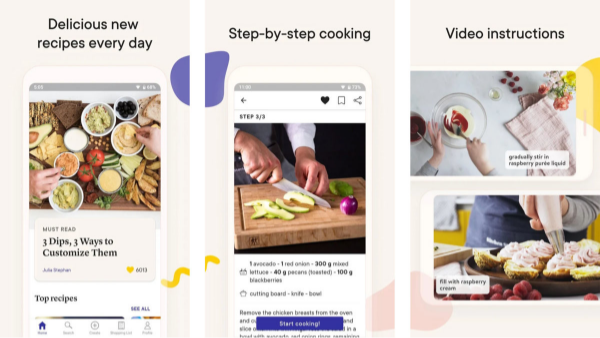 Delicious new
recipes every day
MUST READ
3 Dips, 3 Ways to
Customize Them
Julia Stephan
6013
Top recipes
SEE ALL
Home
Search
Create
Shopping List
Profile
Step-by-step cooking
STEP 3/3
1 avocado - 1 red onion - 300 g mixed
lettuce - 40 g pecans (toasted) - 100 g
blackberries
cutting board - knife - bowl
Remove the chicken breasts from the oven
Start cooking!
Video instructions
gradually stir in
raspberry purée liquid
fill with raspberry
cream